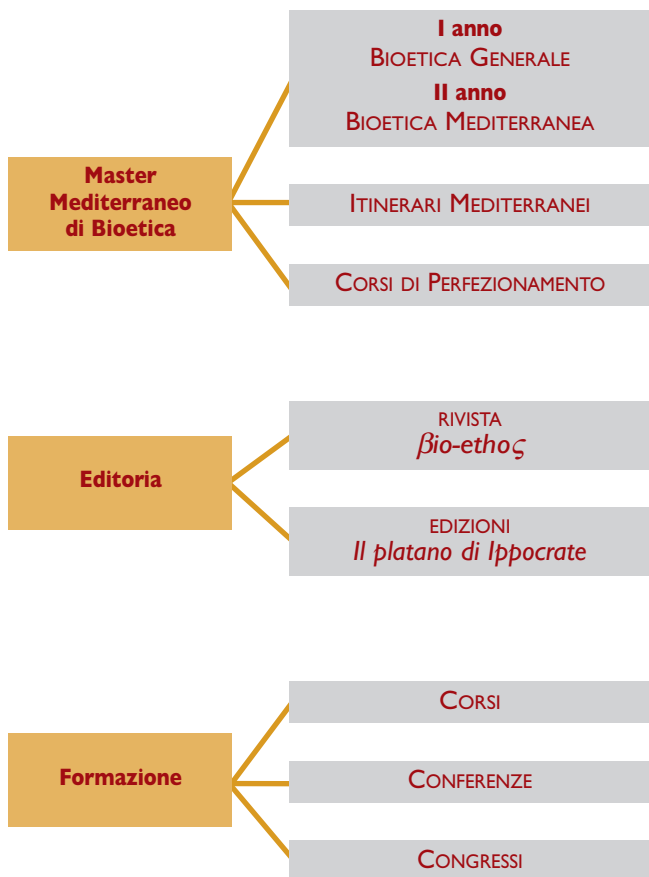 Master
Mediterraneo
di Bioetica
I anno
BIOETICA GENERALE
II anno
BIOETICA MEDITERRANEA
ITINERARI MEDITERRANEI
CORSI DI PERFEZIONAMENTO
Editoria
RIVISTA
βio-ethoς
EDIZIONI
Il platano di Ippocrate
Formazione
CORSI
CONFERENZE
CONGRESSI